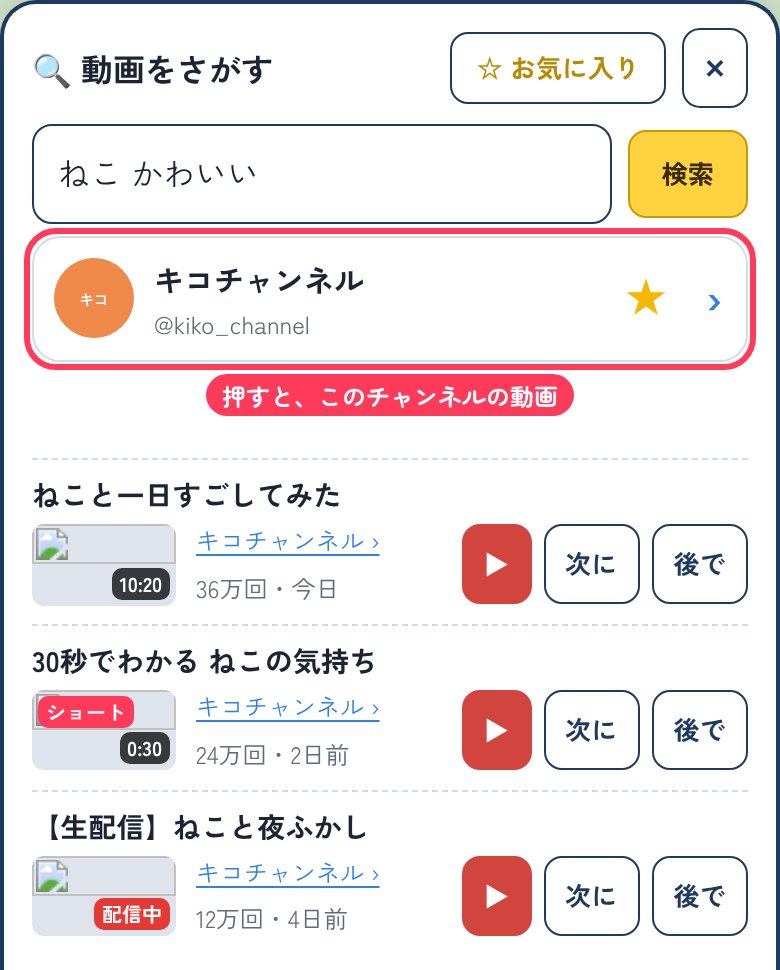 🔍 動画をさがす
☆ お気に入り
×
ねこ かわいい
検索
キコ
キコチャンネル
@kiko_channel
★ ›
押すと、このチャンネルの動画
ねこと一日すごしてみた
10:20
キコチャンネル ›
36万回・今日
▶ 次に 後で
30秒でわかる ねこの気持ち
ショート
0:30
キコチャンネル ›
24万回・2日前
▶ 次に 後で
【生配信】ねこと夜ふかし
配信中
キコチャンネル ›
12万回・4日前
▶ 次に 後で